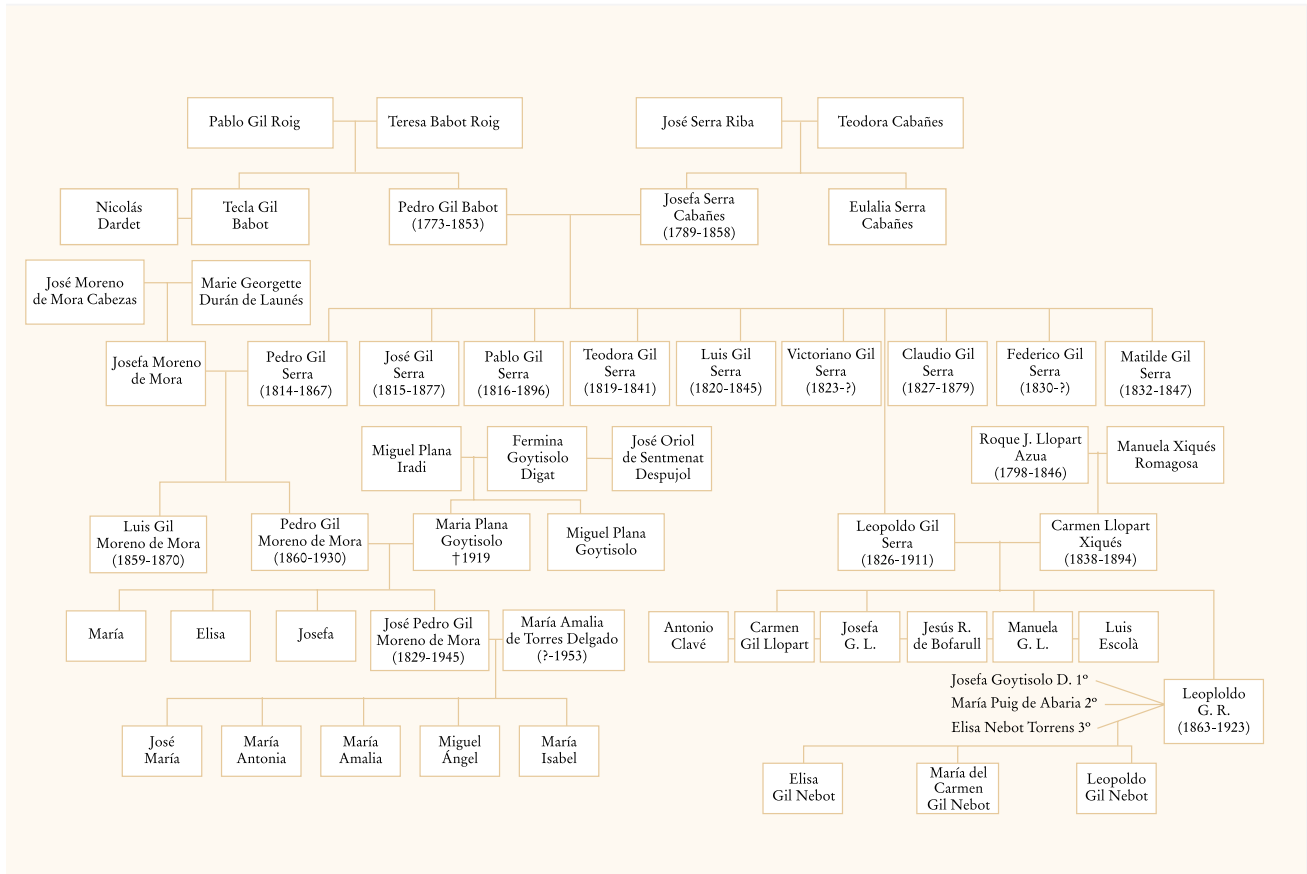 Pablo Gil Roig
Teresa Babot Roig
José Serra Riba
Teodora Cabañes
Nicolás
Dardet
Tecla Gil
Babot
Pedro Gil Babot
(1773-1853)
Josefa Serra
Cabañes
(1789-1858)
Eulalia Serra
Cabañes
José Moreno
de Mora Cabezas
Marie Georgette
Durán de Launés
Josefa Moreno
de Mora
Pedro Gil
Serra
(1814-1867)
José Gil
Serra
(1815-1877)
Pablo Gil
Serra
(1816-1896)
Teodora Gil
Serra
(1819-1841)
Luis Gil
Serra
(1820-1845)
Victoriano Gil
Serra
(1823-?)
Claudio Gil
Serra
(1827-1879)
Federico Gil
Serra
(1830-?)
Matilde Gil
Serra
(1832-1847)
Miguel Plana
Iradi
Fermina
Goytisolo
Digat
José Oriol
de Sentmenat
Despujol
Roque J. Llopart
Azua
(1798-1846)
Manuela Xiqués
Romagosa
Luis Gil
Moreno de Mora
(1859-1870)
Pedro Gil
Moreno de Mora
(1860-1930)
Maria Plana
Goytisolo
†1919
Miguel Plana
Goytisolo
Leopoldo Gil
Serra
(1826-1911)
Carmen Llopart
Xiqués
(1838-1894)
María
Elisa
Josefa
José Pedro Gil
Moreno de Mora
(1829-1945)
María Amalia
de Torres Delgado
(?-1953)
Antonio
Clavé
Carmen
Gil Llopart
Josefa
G. L.
Jesús R.
de Bofarull
Manuela
G. L.
Luis
Escolà
Josefa Goytisolo D. 1º
María Puig de Abaria 2º
Elisa Nebot Torrens 3º
Leoploldo
G. R.
(1863-1923)
José
María
María
Antonia
María
Amalia
Miguel
Ángel
María
Isabel
Elisa
Gil Nebot
María del
Carmen
Gil Nebot
Leopoldo
Gil Nebot